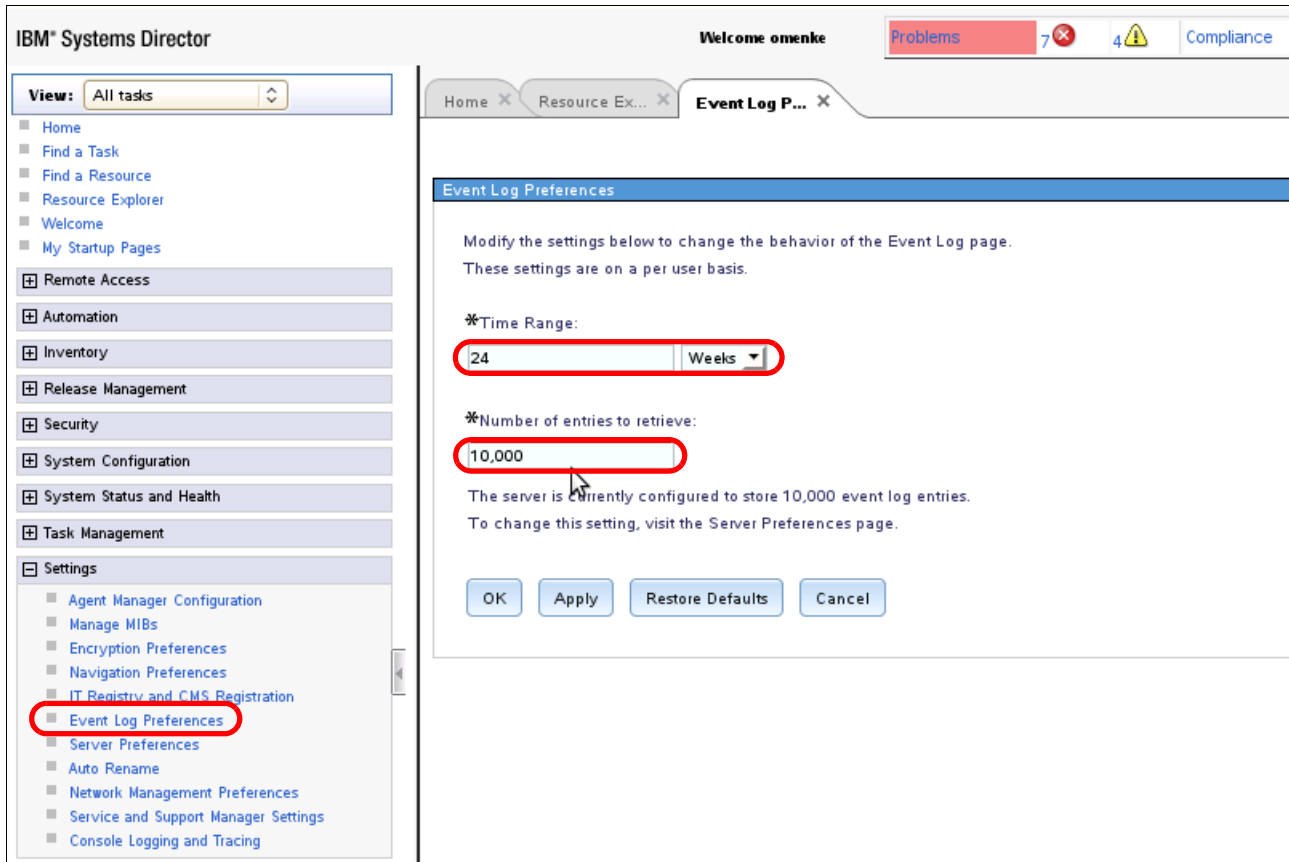 IBM® Systems Director
Welcome omenke
Problems
7
4
Compliance
View: All tasks
Home
Find a Task
Find a Resource
Resource Explorer
Welcome
My Startup Pages
Remote Access
Automation
Inventory
Release Management
Security
System Configuration
System Status and Health
Task Management
Settings
Agent Manager Configuration
Manage MIBs
Encryption Preferences
Navigation Preferences
IT Registry and CMS Registration
Event Log Preferences
Server Preferences
Auto Rename
Network Management Preferences
Service and Support Manager Settings
Console Logging and Tracing
Home
Resource Ex...
Event Log P...
Event Log Preferences
Modify the settings below to change the behavior of the Event Log page.
These settings are on a per user basis.
*Time Range:
24 Weeks
*Number of entries to retrieve:
10,000
The server is currently configured to store 10,000 event log entries.
To change this setting, visit the Server Preferences page.
OK Apply Restore Defaults Cancel